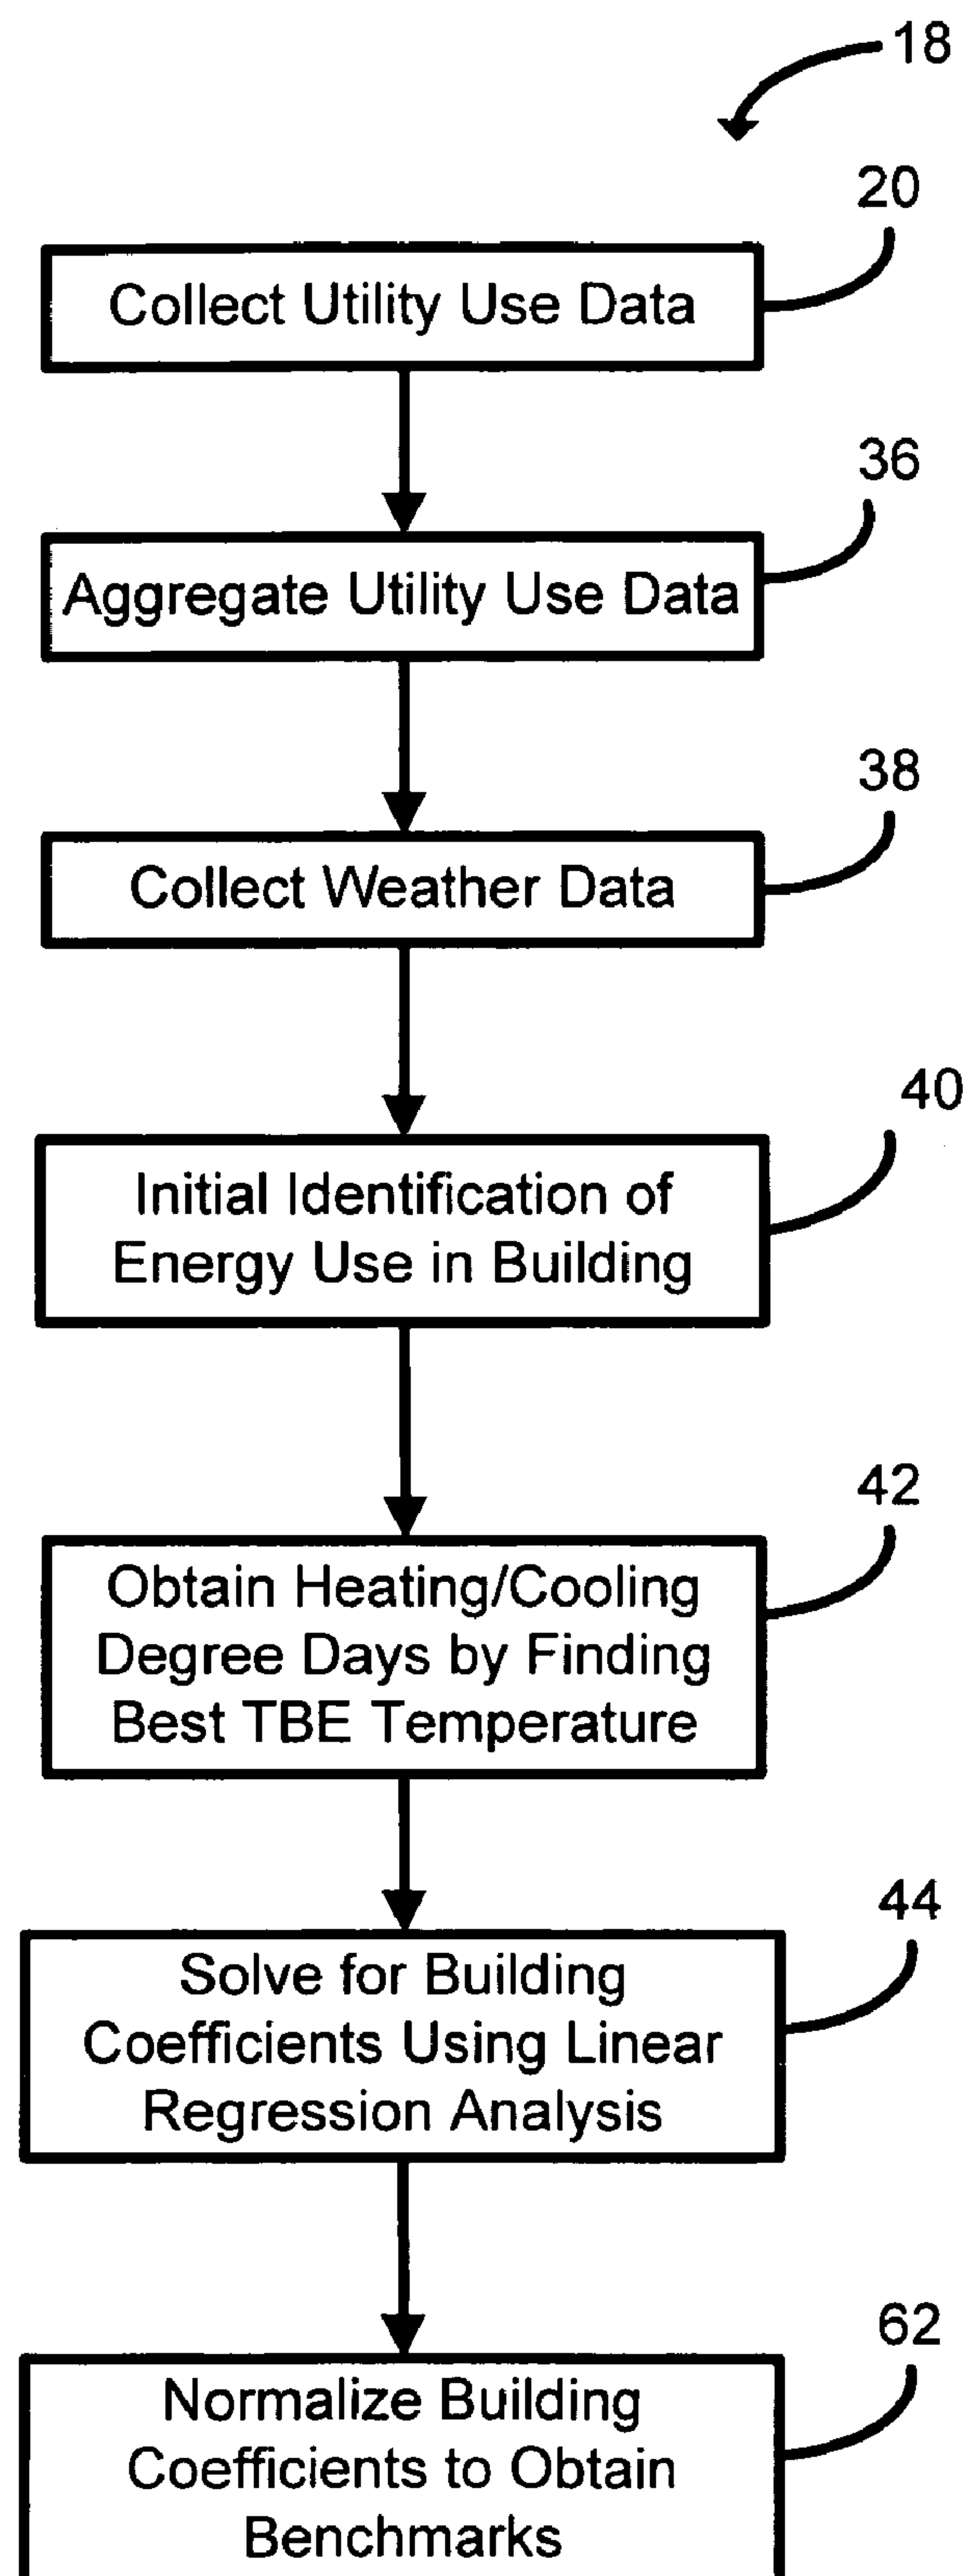 18
20
Collect Utility Use Data
36
Aggregate Utility Use Data
38
Collect Weather Data
40
Initial Identification of
Energy Use in Building
42
Obtain Heating/Cooling
Degree Days by Finding
Best TBE Temperature
44
Solve for Building
Coefficients Using Linear
Regression Analysis
62
Normalize Building
Coefficients to Obtain
Benchmarks